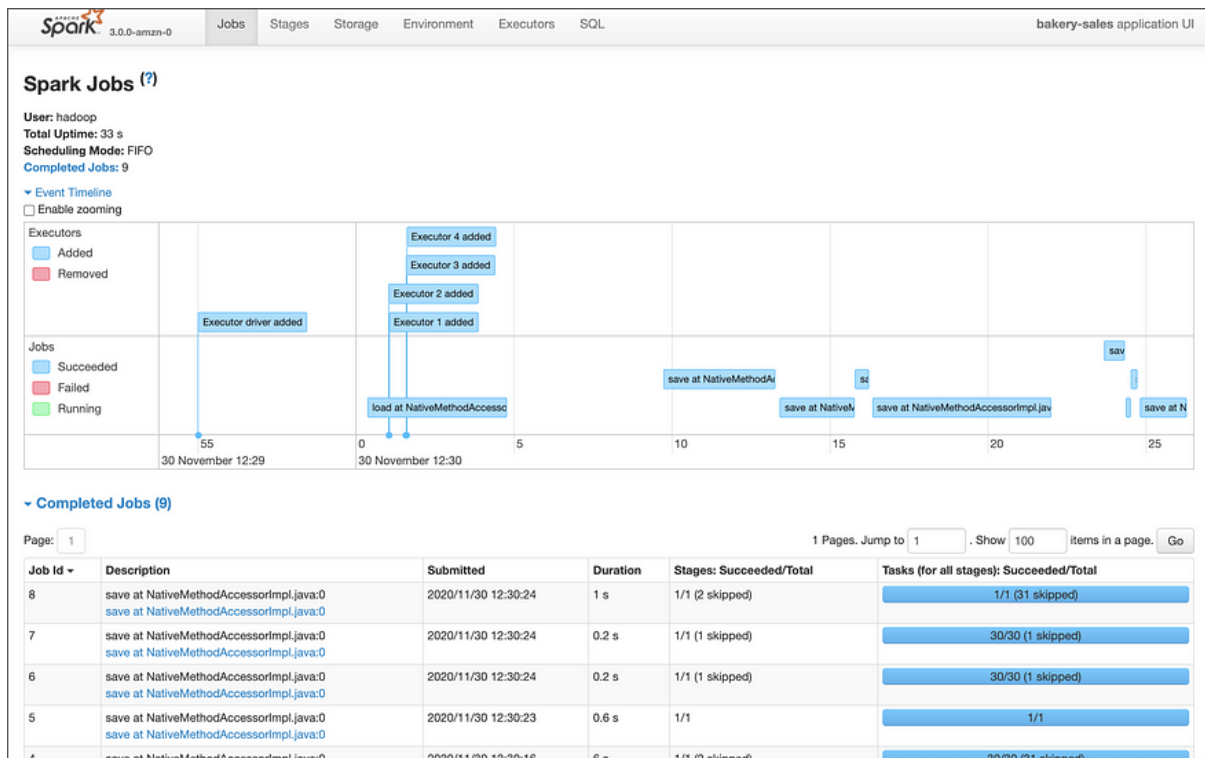 APACHE
Spark 3.0.0-amzn-0 Jobs Stages Storage Environment Executors SQL bakery-sales application UI
Spark Jobs (?)
User: hadoop
Total Uptime: 33 s
Scheduling Mode: FIFO
Completed Jobs: 9
Event Timeline
Enable zooming
Executors
Added
Removed
Executor 4 added
Executor 3 added
Executor 2 added
Executor driver added
Executor 1 added
Jobs
Succeeded
Failed
Running
sav
save at NativeMethodA
sa
load at NativeMethodAccesso
save at NativeM
save at NativeMethodAccessorImpl.jav
save at N
55 0 5 10 15 20 25
30 November 12:29 30 November 12:30
Completed Jobs (9)
Page: 1 1 Pages. Jump to 1 . Show 100 items in a page. Go
Job Id Description Submitted Duration Stages: Succeeded/Total Tasks (for all stages): Succeeded/Total
8 save at NativeMethodAccessorImpl.java:0 2020/11/30 12:30:24 1 s 1/1 (2 skipped) 1/1 (31 skipped)
save at NativeMethodAccessorImpl.java:0
7 save at NativeMethodAccessorImpl.java:0 2020/11/30 12:30:24 0.2 s 1/1 (1 skipped) 30/30 (1 skipped)
save at NativeMethodAccessorImpl.java:0
6 save at NativeMethodAccessorImpl.java:0 2020/11/30 12:30:24 0.2 s 1/1 (1 skipped) 30/30 (1 skipped)
save at NativeMethodAccessorImpl.java:0
5 save at NativeMethodAccessorImpl.java:0 2020/11/30 12:30:23 0.6 s 1/1 1/1
save at NativeMethodAccessorImpl.java:0